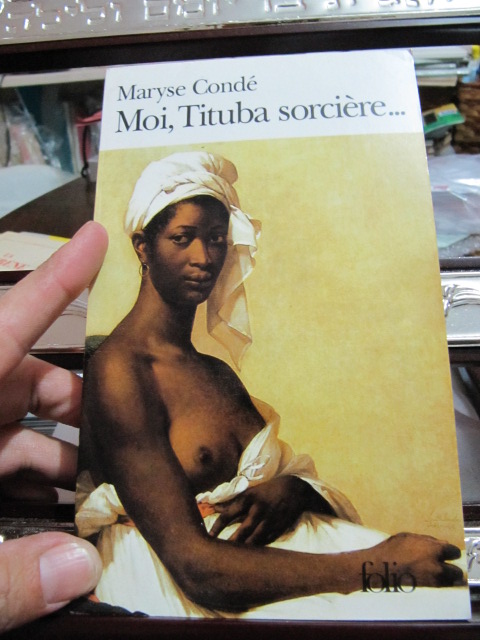 Maryse Condé
Moi, Tituba sorcière...
folio